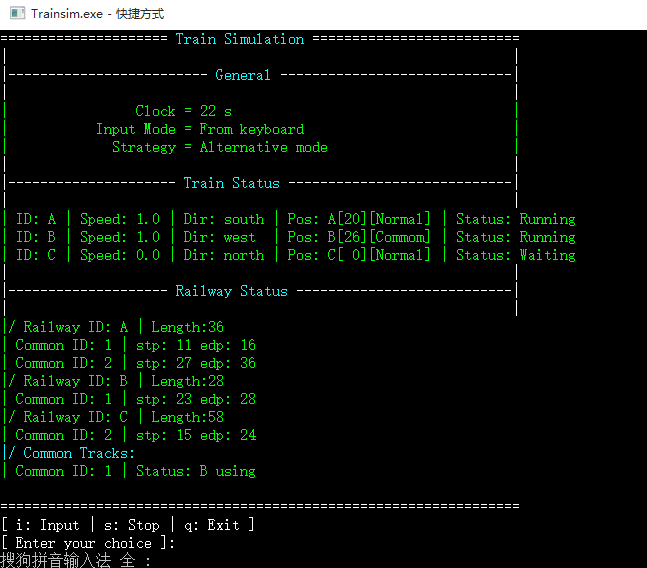 Trainsim.exe - 快捷方式
===================== Train Simulation ==========================
|                                                                |
|------------------------- General -----------------------------|
|                                                                |
|                Clock = 22 s                                    |
|           Input Mode = From keyboard                           |
|             Strategy = Alternative mode                        |
|                                                                |
|--------------------- Train Status ----------------------------|
|                                                                |
| ID: A | Speed: 1.0 | Dir: south | Pos: A[20][Normal] | Status: Running
| ID: B | Speed: 1.0 | Dir: west  | Pos: B[26][Commom] | Status: Running
| ID: C | Speed: 0.0 | Dir: north | Pos: C[ 0][Normal] | Status: Waiting
|                                                                |
|-------------------- Railway Status ----------------------------|
|                                                                |
|/ Railway ID: A | Length:36
| Common ID: 1 | stp: 11 edp: 16
| Common ID: 2 | stp: 27 edp: 36
|/ Railway ID: B | Length:28
| Common ID: 1 | stp: 23 edp: 28
|/ Railway ID: C | Length:58
| Common ID: 2 | stp: 15 edp: 24
|/ Common Tracks:
| Common ID: 1 | Status: B using
=================================================================
[ i: Input | s: Stop | q: Exit ]
[ Enter your choice ]:
搜狗拼音输入法 全 :